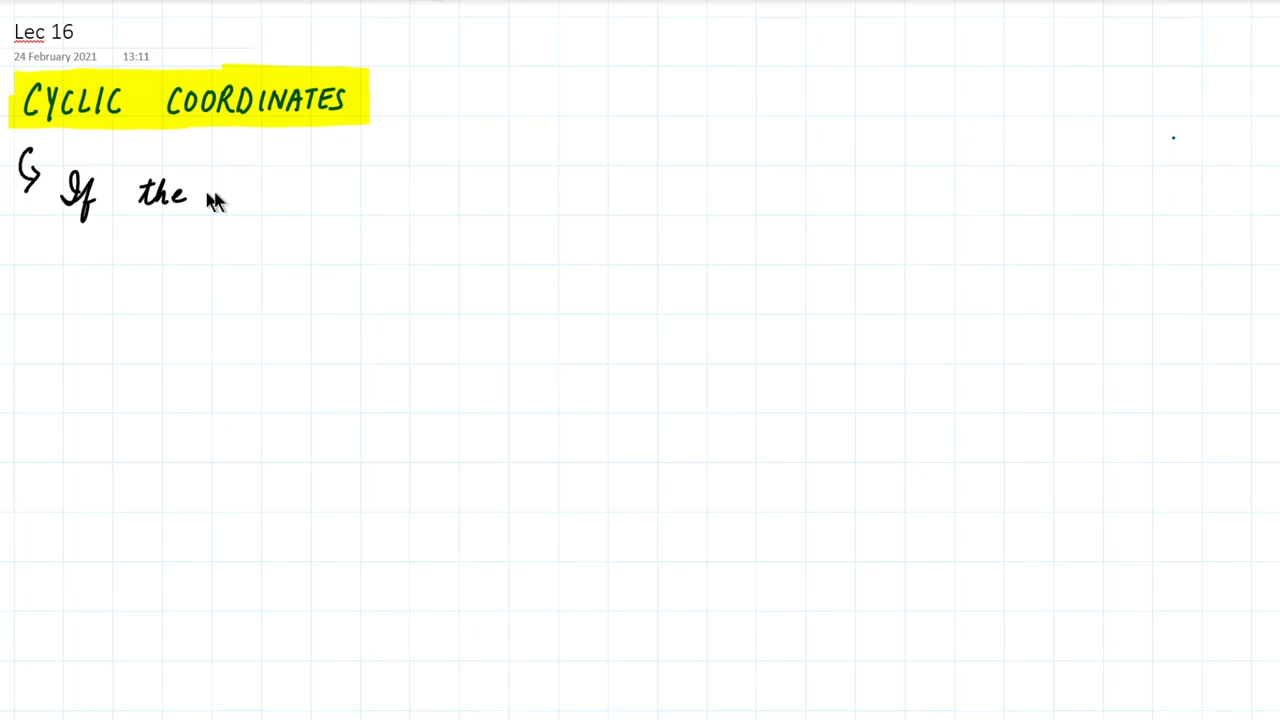 Lec 16
24 February 2021 13:11
CYCLIC COORDINATES
If the